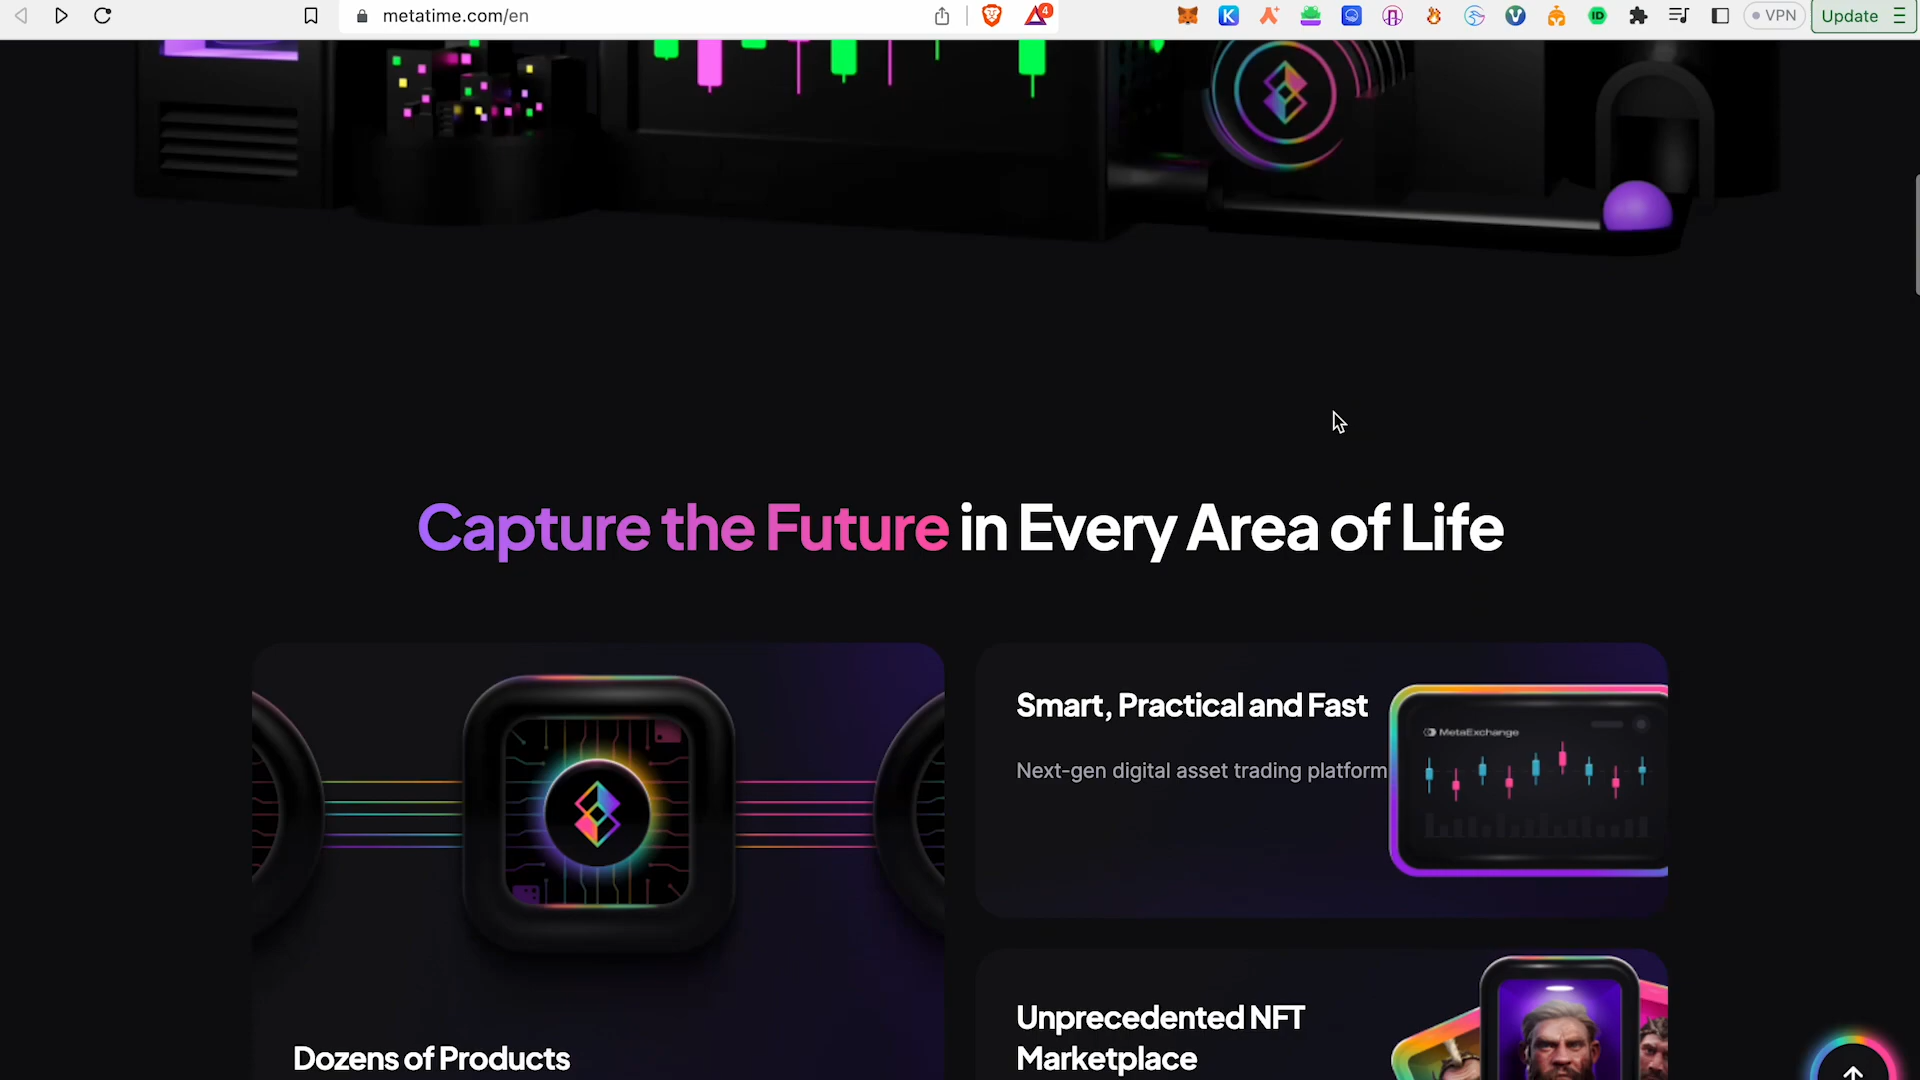 metatime.com/en
4
VPN
Update
Capture the Future in Every Area of Life
Smart, Practical and Fast
Next-gen digital asset trading platform
MetaExchange
Unprecedented NFT
Marketplace
Dozens of Products